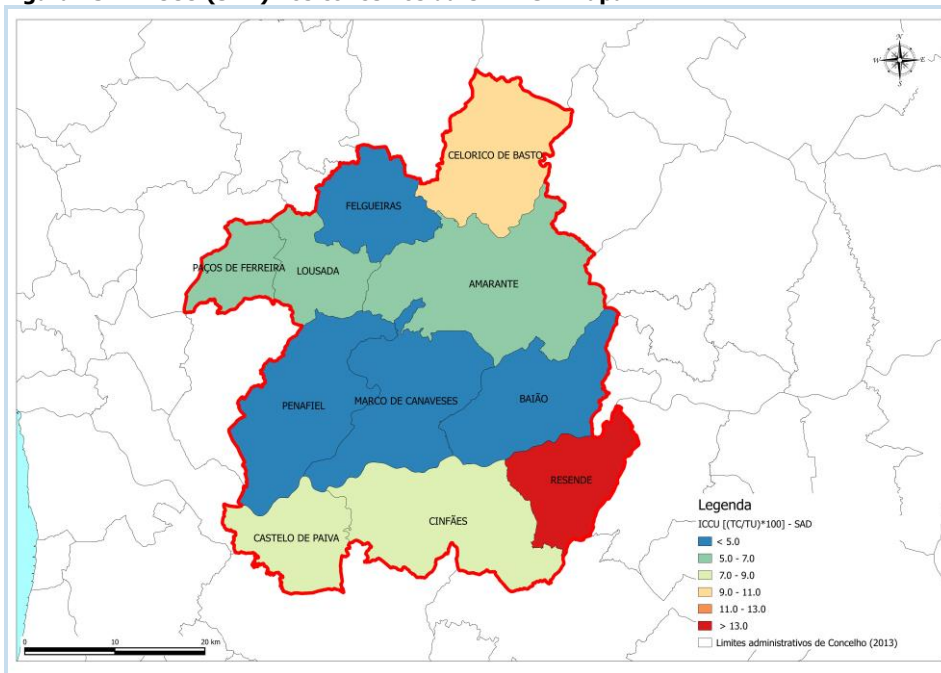 N
W
E
S
CELORICO DE BASTO
FELGUEIRAS
PAÇOS DE FERREIRA
LOUSADA
AMARANTE
PENAFIEL
MARCO DE CANAVESES
BAIÃO
RESENDE
CINFÃES
CASTELO DE PAIVA
Legenda
ICCU [(TC/TU)*100] - SAD
< 5.0
5.0 - 7.0
7.0 - 9.0
9.0 - 11.0
11.0 - 13.0
> 13.0
Limites administrativos de Concelho (2013)
0 10 20 km